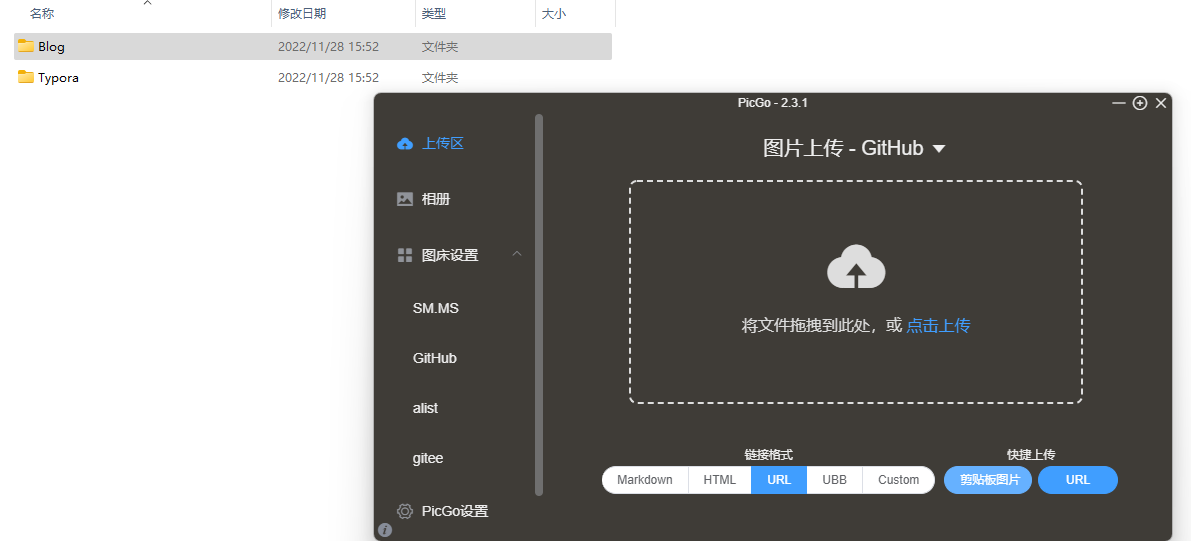 名称 修改日期 类型 大小
Blog 2022/11/28 15:52 文件夹
Typora 2022/11/28 15:52 文件夹
PicGo - 2.3.1
上传区
相册
图床设置
SM.MS
GitHub
alist
gitee
PicGo设置
图片上传 - GitHub
将文件拖拽到此处，或 点击上传
链接格式 快捷上传
Markdown HTML URL UBB Custom 剪贴板图片 URL